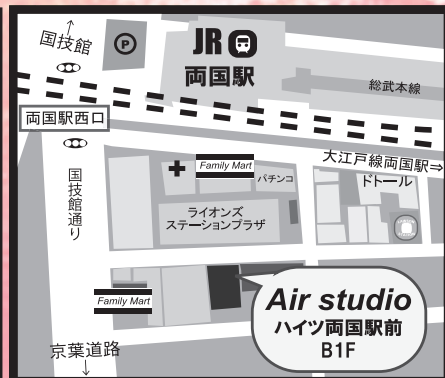 ↑
国技館
P
JR
両国駅
総武本線
両国駅西口
大江戸線両国駅⇒
国技館通り
Family Mart
パチンコ
ドトール
ライオンズ
ステーションプラザ
Family Mart
Air studio
ハイツ両国駅前
B1F
京葉道路
↓